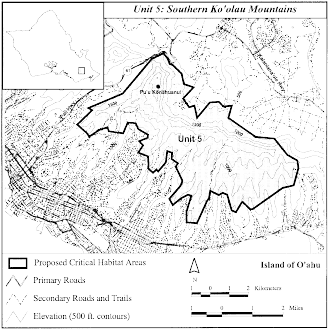 Unit 5: Southern Ko'olau Mountains
Pu'u Kōnāhuanui
Unit 5
Proposed Critical Habitat Areas
Primary Roads
Secondary Roads and Trails
Elevation (500 ft. contours)
N
Island of O'ahu
1 0 1 2 Kilometers
1 0 1 2 Miles